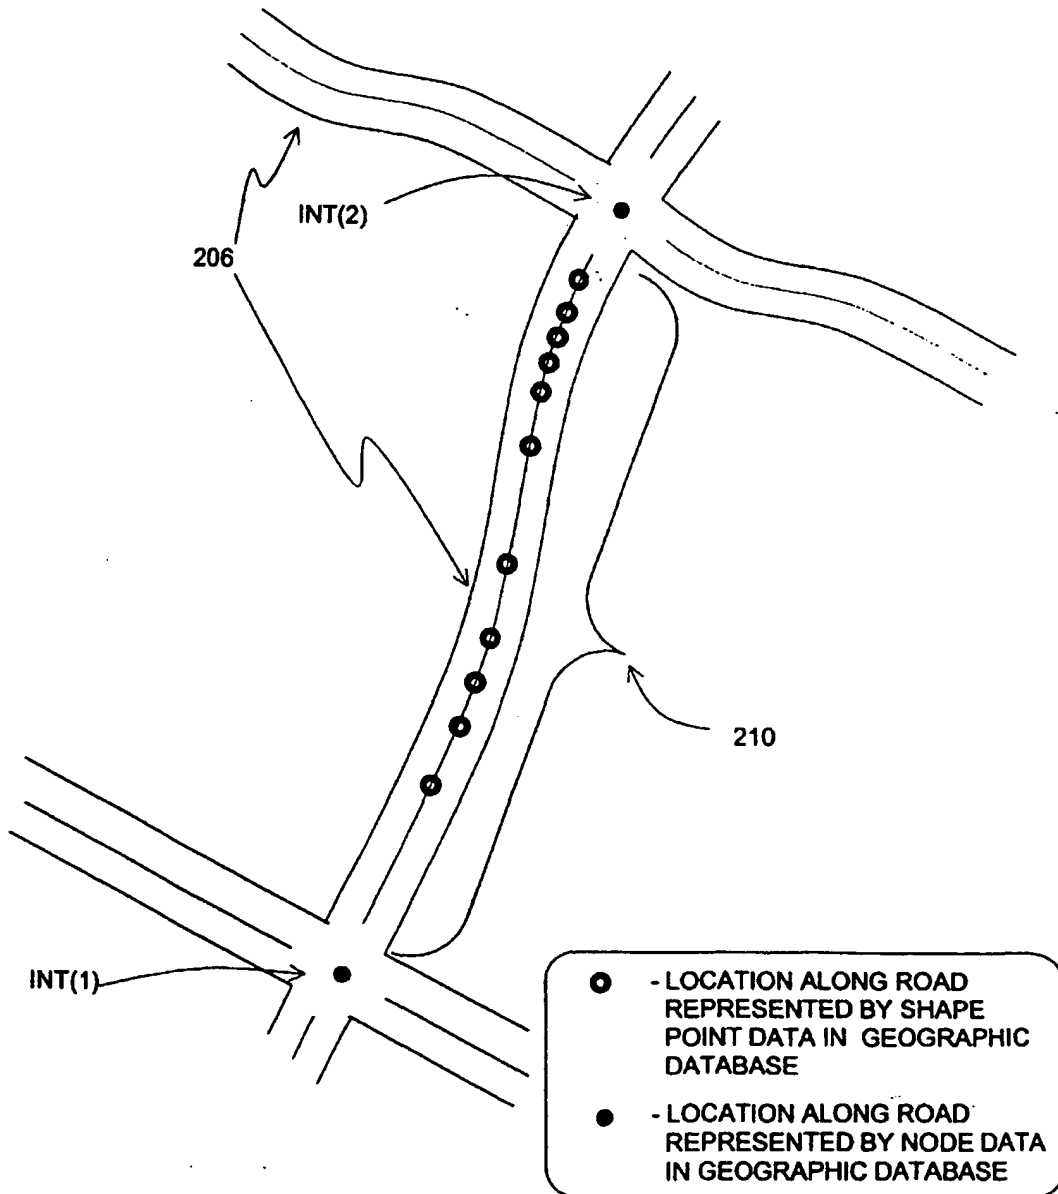 INT(2)
206
210
INT(1)
- LOCATION ALONG ROAD
REPRESENTED BY SHAPE
POINT DATA IN GEOGRAPHIC
DATABASE
- LOCATION ALONG ROAD
REPRESENTED BY NODE DATA
IN GEOGRAPHIC DATABASE